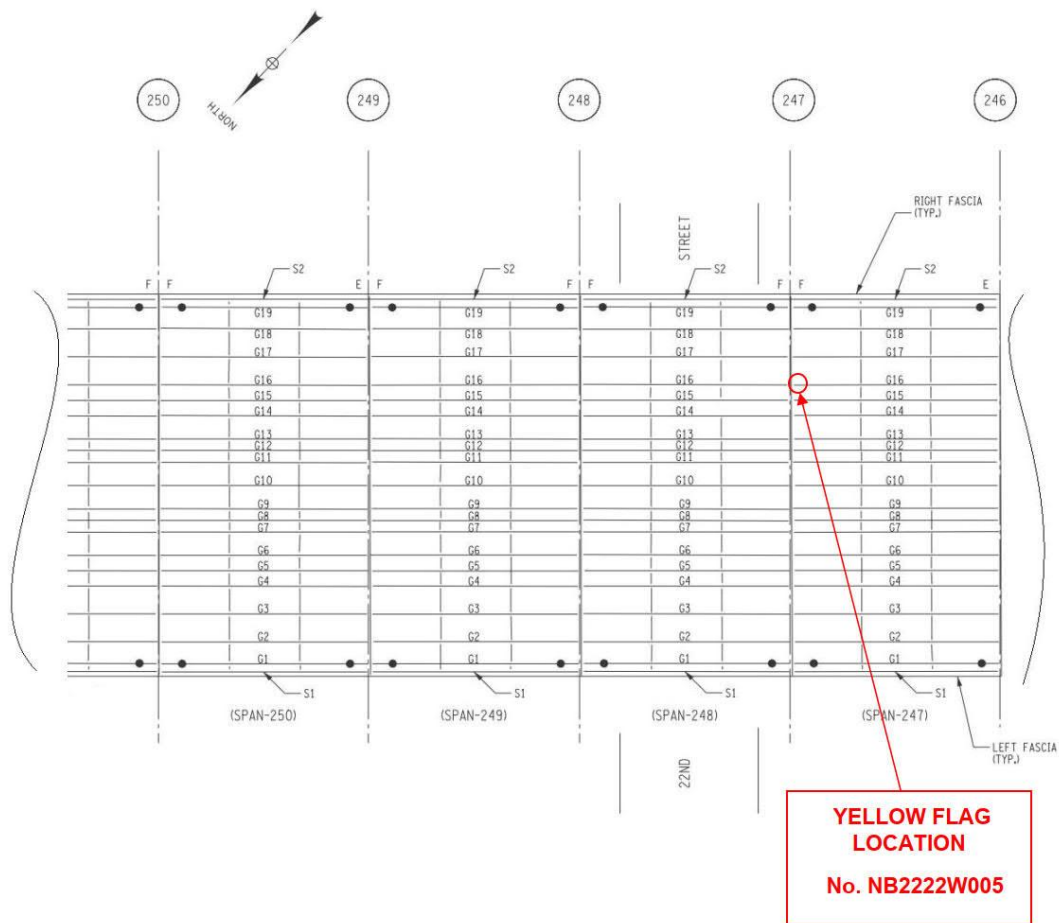 NORTH
250 249 248 247 246
STREET
RIGHT FASCIA
(TYP.)
S2 S2 S2 S2
F F E F F F F F E
G19 G19 G19 G19
G18 G18 G18 G18
G17 G17 G17 G17
G16 G16 G16 G16
G15 G15 G15 G15
G14 G14 G14 G14
G13 G13 G13 G13
G12 G12 G12 G12
G11 G11 G11 G11
G10 G10 G10 G10
G9 G9 G9 G9
G8 G8 G8 G8
G7 G7 G7 G7
G6 G6 G6 G6
G5 G5 G5 G5
G4 G4 G4 G4
G3 G3 G3 G3
G2 G2 G2 G2
G1 G1 G1 G1
S1 S1 S1 S1
(SPAN-250) (SPAN-249) (SPAN-248) (SPAN-247)
LEFT FASCIA
(TYP.)
22ND
YELLOW FLAG
LOCATION
No. NB2222W005